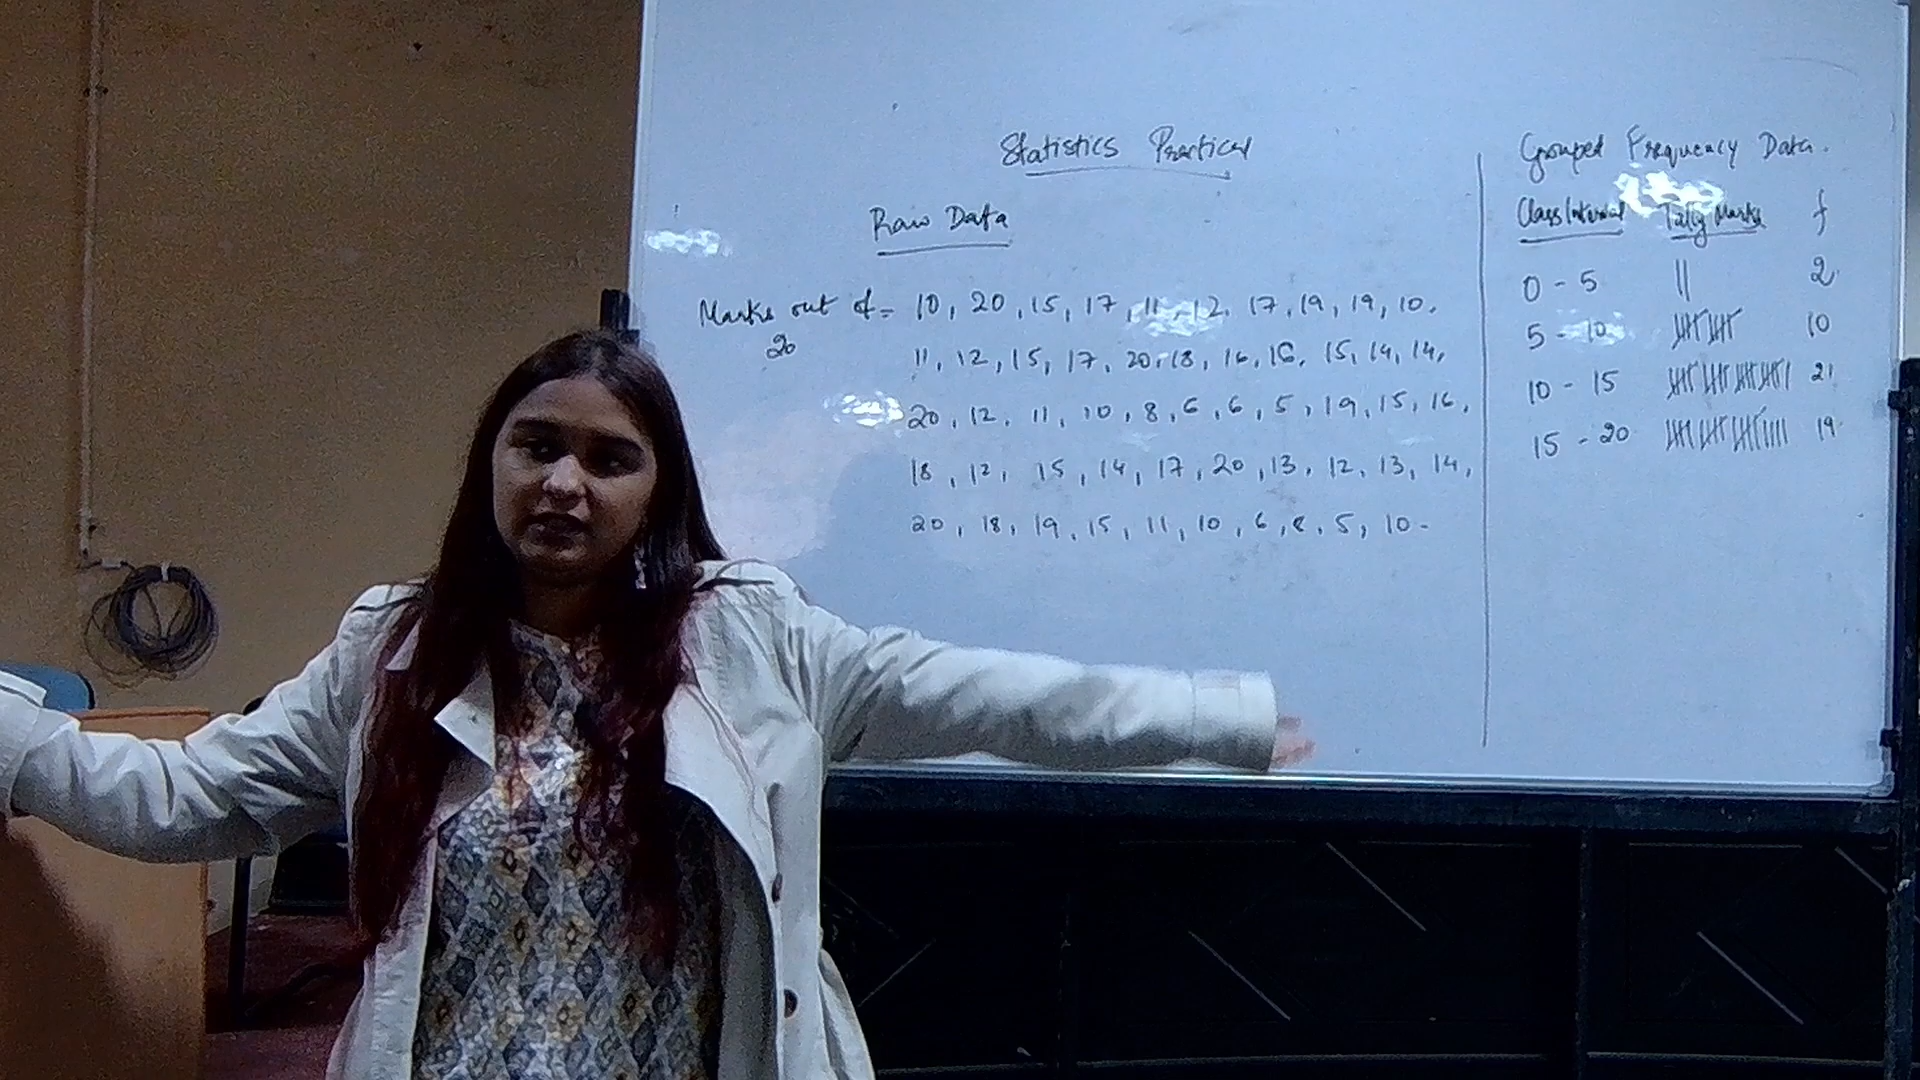 Statistics Practical
Raw Data
Marks out of = 10, 20, 15, 17, 11, 12, 17, 19, 19, 10,
20
11, 12, 15, 17, 20, 18, 16, 16, 15, 14, 14,
20, 12, 11, 10, 8, 6, 6, 5, 19, 15, 16,
18, 12, 15, 14, 17, 20, 13, 12, 13, 14,
20, 18, 19, 15, 11, 10, 6, 8, 5, 10.
Grouped Frequency Data.
Class Interval Tally Marks f
0 - 5 || 2
5 - 10 10
10 - 15 21
15 - 20 19